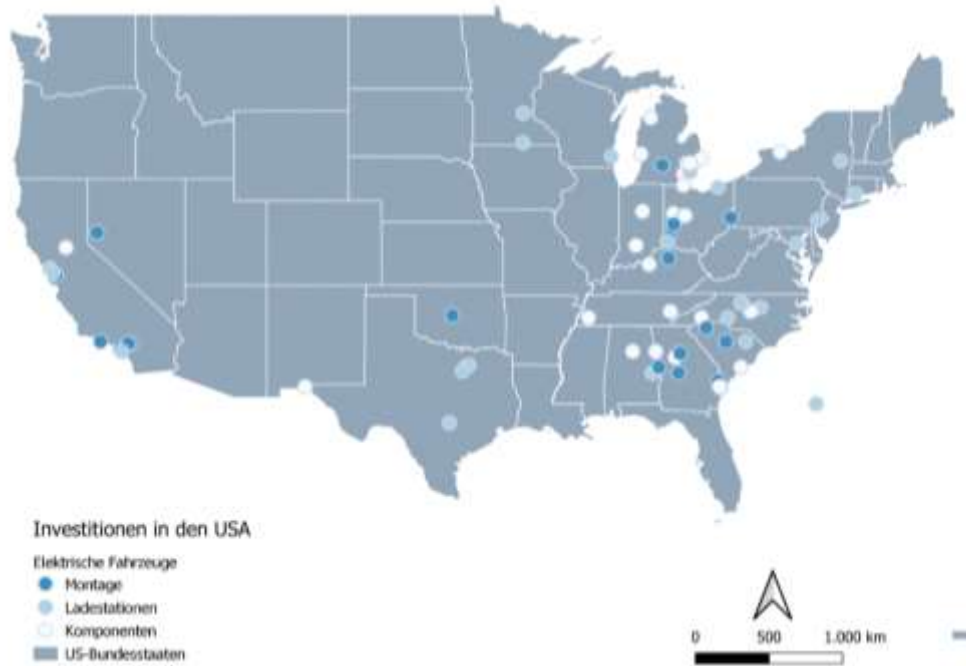 Investitionen in den USA
Elektrische Fahrzeuge
Montage
Ladestationen
Komponenten
US-Bundesstaaten
0 500 1.000 km